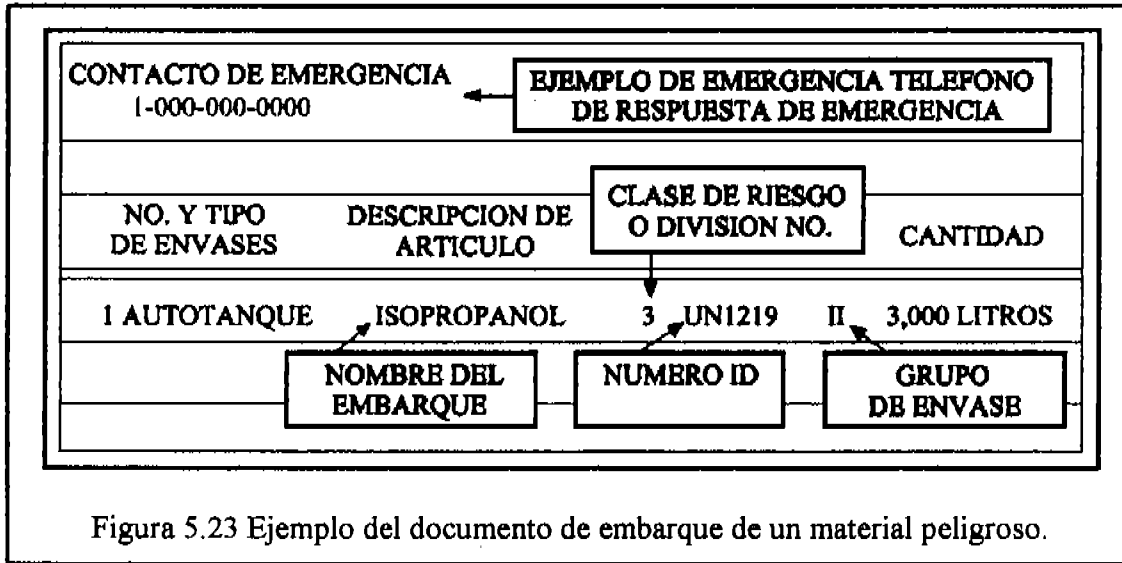 CONTACTO DE EMERGENCIA
1-000-000-0000
EJEMPLO DE EMERGENCIA TELEFONO
DE RESPUESTA DE EMERGENCIA
CLASE DE RIESGO
O DIVISION NO.
NO. Y TIPO
DE ENVASES
DESCRIPCION DE
ARTICULO
CANTIDAD
1 AUTOTANQUE ISOPROPANOL 3 UN1219 II 3,000 LITROS
NOMBRE DEL
EMBARQUE
NUMERO ID
GRUPO
DE ENVASE
Figura 5.23 Ejemplo del documento de embarque de un material peligroso.